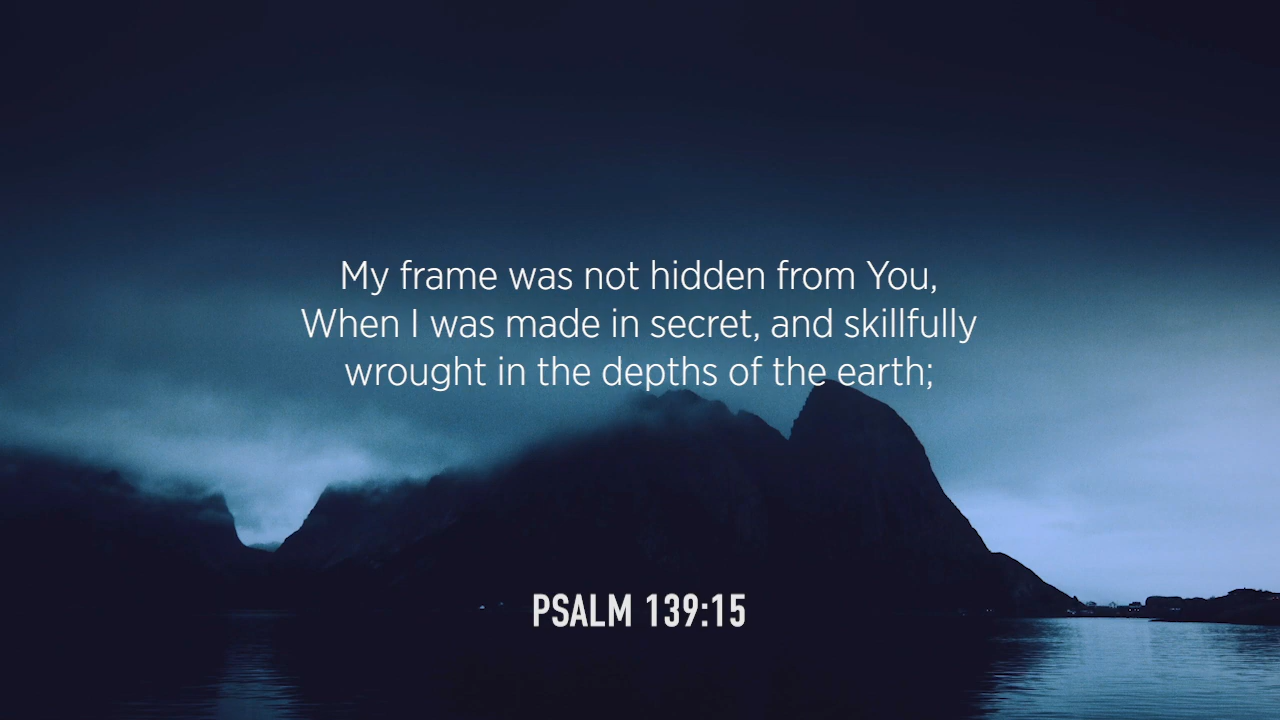 My frame was not hidden from You,
When I was made in secret, and skillfully
wrought in the depths of the earth;
PSALM 139:15